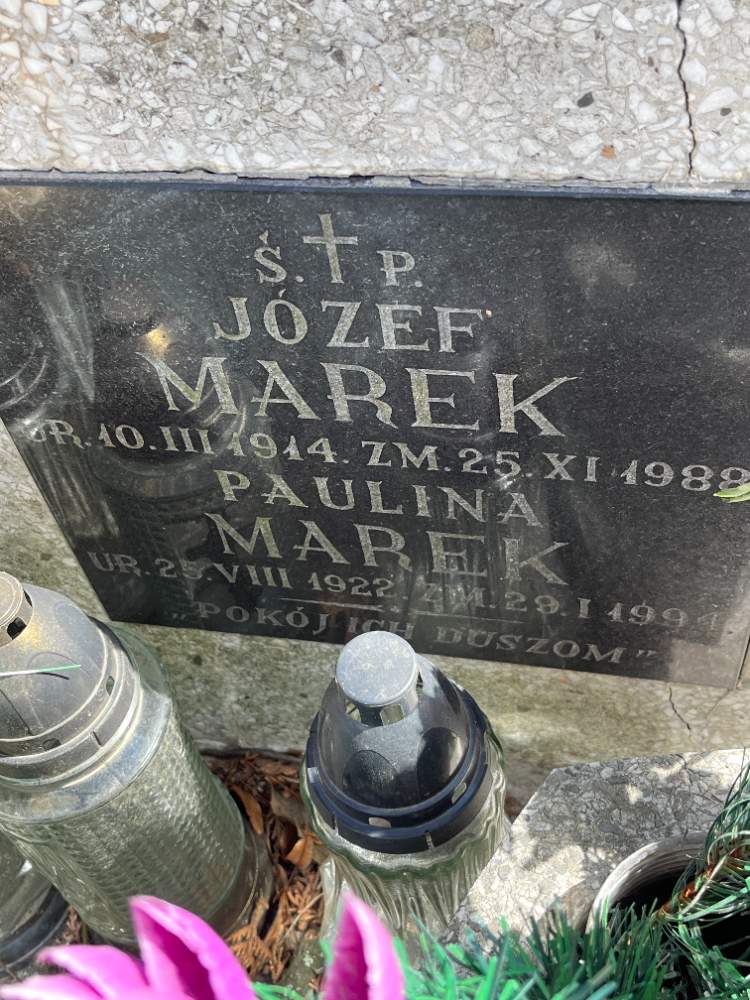 Ś. † P.
JÓZEF
MAREK
UR. 10. III 1914. ZM. 25. XI 1988
PAULINA
MAREK
UR. 25. VIII 1922. ZM. 29. I 1994
„POKÓJ ICH DUSZOM"